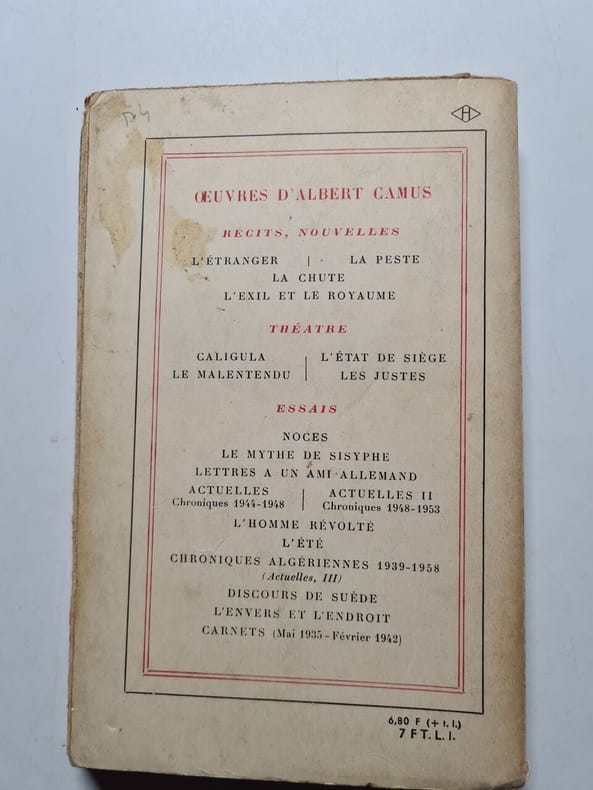 H
ŒUVRES D'ALBERT CAMUS
RÉCITS, NOUVELLES
L'ÉTRANGER | LA PESTE
LA CHUTE
L'EXIL ET LE ROYAUME
THÉATRE
CALIGULA | L'ÉTAT DE SIÈGE
LE MALENTENDU | LES JUSTES
ESSAIS
NOCES
LE MYTHE DE SISYPHE
LETTRES A UN AMI ALLEMAND
ACTUELLES | ACTUELLES II
Chroniques 1944-1948 | Chroniques 1948-1953
L'HOMME RÉVOLTÉ
L'ÉTÉ
CHRONIQUES ALGÉRIENNES 1939-1958
(Actuelles, III)
DISCOURS DE SUÈDE
L'ENVERS ET L'ENDROIT
CARNETS (Mai 1935 - Février 1942)
6,80 F (+ t. l.)
7 F T. L. I.